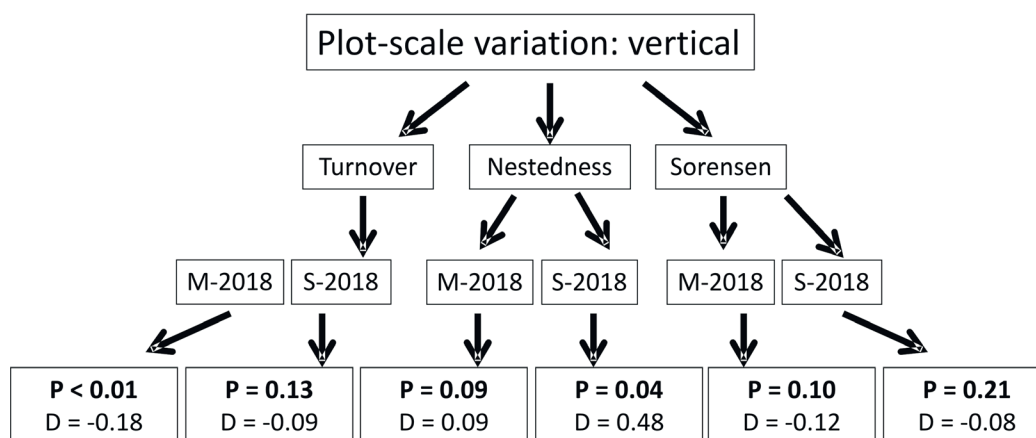 Plot-scale variation: vertical
Turnover
Nestedness
Sorensen
M-2018
S-2018
M-2018
S-2018
M-2018
S-2018
P < 0.01
D = -0.18
P = 0.13
D = -0.09
P = 0.09
D = 0.09
P = 0.04
D = 0.48
P = 0.10
D = -0.12
P = 0.21
D = -0.08